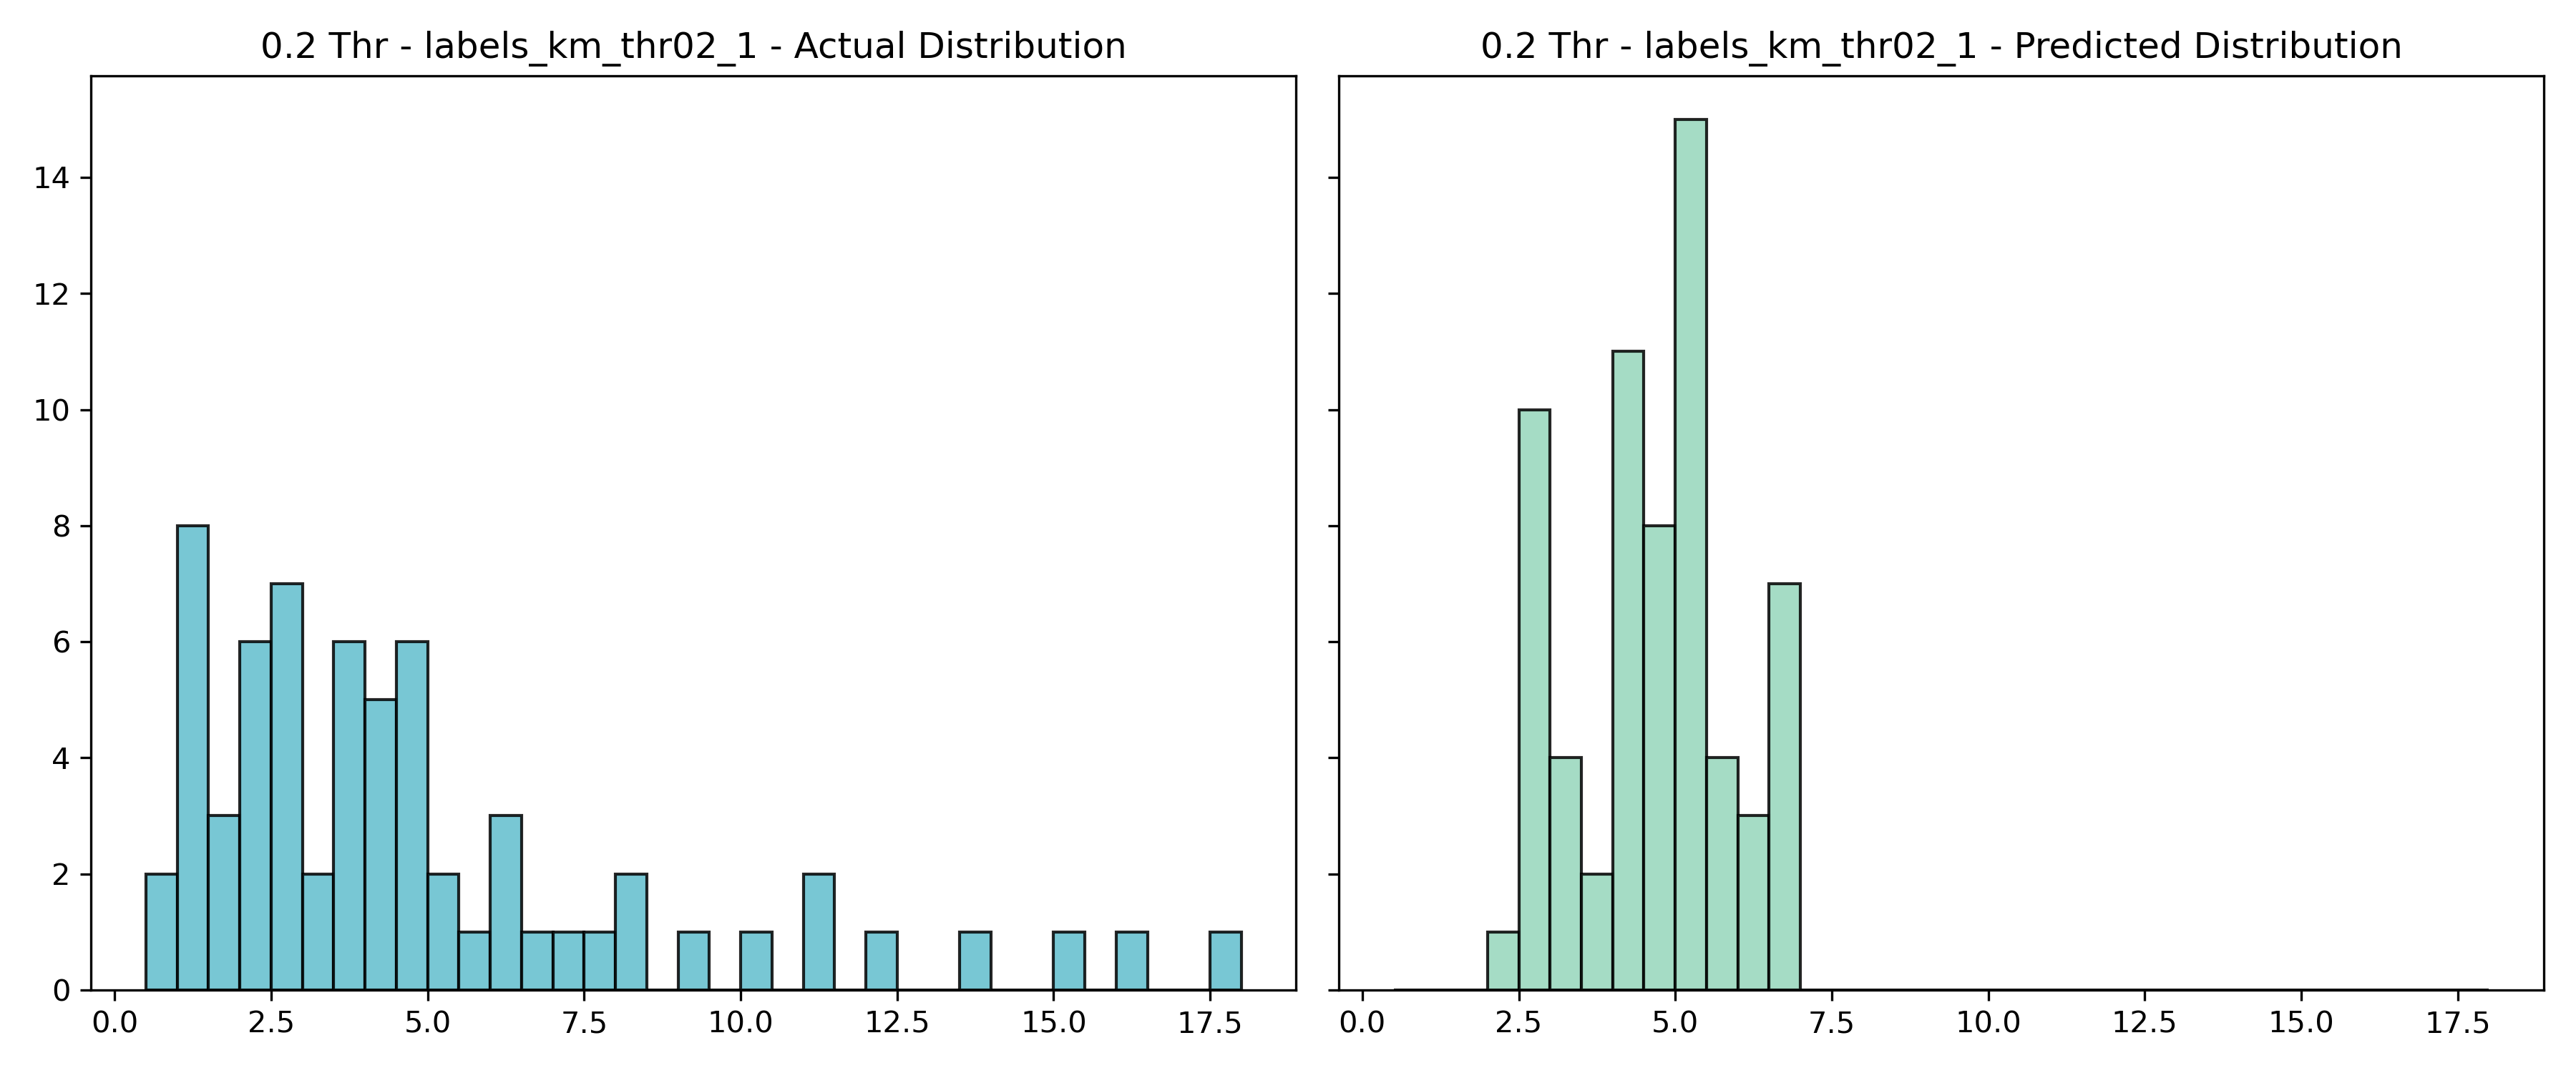 0.2 Thr - labels_km_thr02_1 - Actual Distribution
0.2 Thr - labels_km_thr02_1 - Predicted Distribution
14
12
10
8
6
4
2
0
0.0 2.5 5.0 7.5 10.0 12.5 15.0 17.5
0.0 2.5 5.0 7.5 10.0 12.5 15.0 17.5